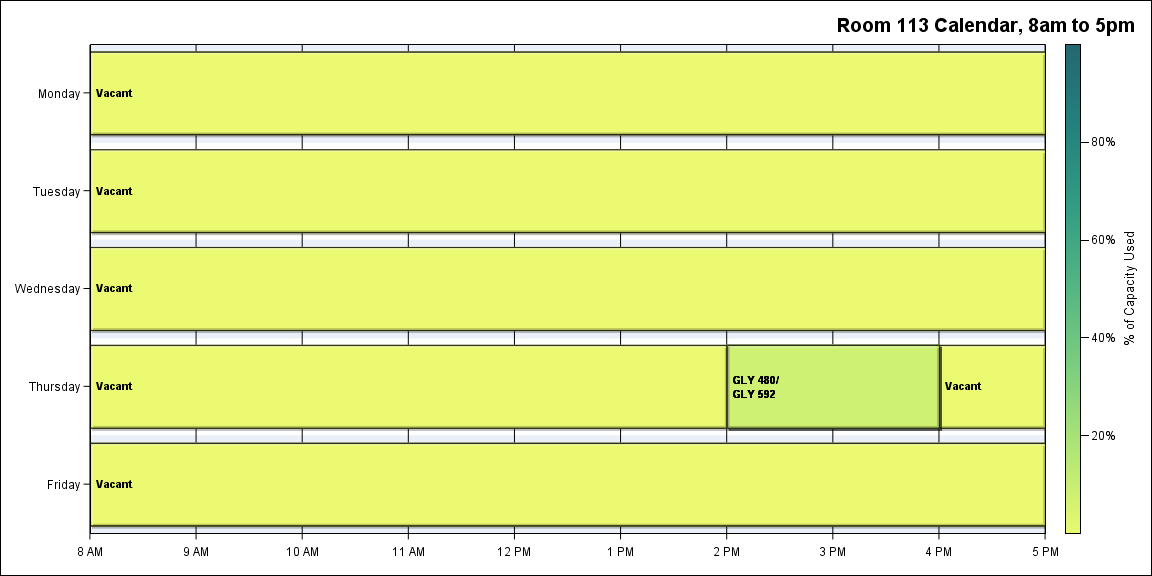 Room 113 Calendar, 8am to 5pm
Monday
Vacant
Tuesday
Vacant
Wednesday
Vacant
Thursday
Vacant
GLY 480/
GLY 592
Vacant
Friday
Vacant
8 AM
9 AM
10 AM
11 AM
12 PM
1 PM
2 PM
3 PM
4 PM
5 PM
80%
60%
40%
20%
% of Capacity Used